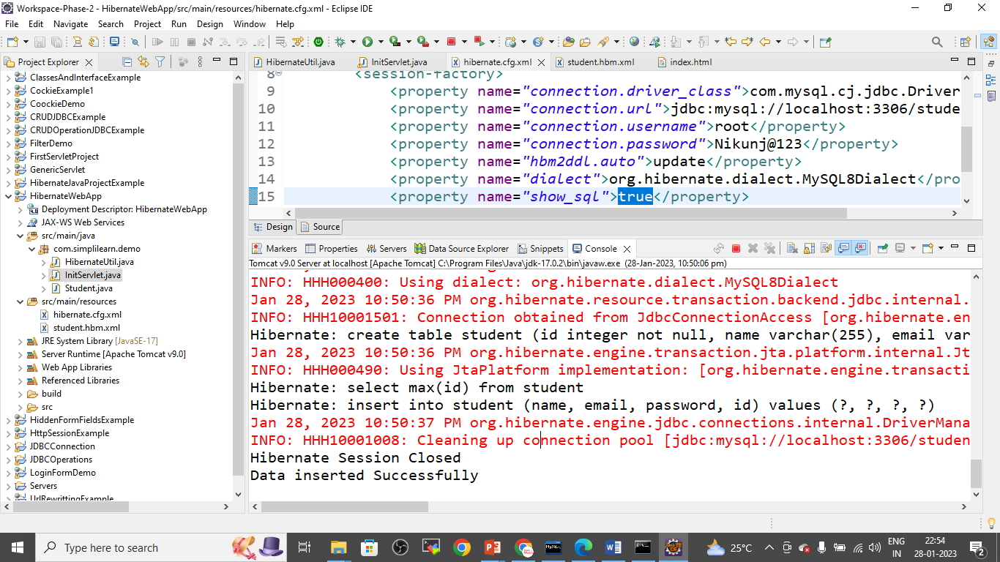 Workspace-Phase-2 - HibernateWebApp/src/main/resources/hibernate.cfg.xml - Eclipse IDE
File Edit Navigate Search Project Run Design Window Help
Project Explorer
ClassesAndInterfaceExample
CockieExample1
CoockieDemo
CRUDJDBCExample
CRUDOperationJDBCExample
FilterDemo
FirstServletProject
GenericServlet
HibernateJavaProjectExample
HibernateWebApp
Deployment Descriptor: HibernateWebApp
JAX-WS Web Services
src/main/java
com.simplilearn.demo
HibernateUtil.java
InitServlet.java
Student.java
src/main/resources
hibernate.cfg.xml
student.hbm.xml
JRE System Library [JavaSE-17]
Server Runtime [Apache Tomcat v9.0]
Web App Libraries
Referenced Libraries
build
src
HiddenFormFieldsExample
HttpSessionExample
JDBCConnection
JDBCOperations
LoginFormDemo
Servers
UrlRewrittingExample
HibernateUtil.java InitServlet.java hibernate.cfg.xml student.hbm.xml index.html
8 <session-factory>
9 <property name="connection.driver_class">com.mysql.cj.jdbc.Driver
10 <property name="connection.url">jdbc:mysql://localhost:3306/stude
11 <property name="connection.username">root</property>
12 <property name="connection.password">Nikunj@123</property>
13 <property name="hbm2ddl.auto">update</property>
14 <property name="dialect">org.hibernate.dialect.MySQL8Dialect</pro
15 <property name="show_sql">true</property>
Design Source
Markers Properties Servers Data Source Explorer Snippets Console
Tomcat v9.0 Server at localhost [Apache Tomcat] C:\Program Files\Java\jdk-17.0.2\bin\javaw.exe (28-Jan-2023, 10:50:06 pm)
INFO: HHH000400: Using dialect: org.hibernate.dialect.MySQL8Dialect
Jan 28, 2023 10:50:36 PM org.hibernate.resource.transaction.backend.jdbc.internal.
INFO: HHH10001501: Connection obtained from JdbcConnectionAccess [org.hibernate.en
Hibernate: create table student (id integer not null, name varchar(255), email var
Jan 28, 2023 10:50:36 PM org.hibernate.engine.transaction.jta.platform.internal.Jt
INFO: HHH000490: Using JtaPlatform implementation: [org.hibernate.engine.transacti
Hibernate: select max(id) from student
Hibernate: insert into student (name, email, password, id) values (?, ?, ?, ?)
Jan 28, 2023 10:50:37 PM org.hibernate.engine.jdbc.connections.internal.DriverMana
INFO: HHH10001008: Cleaning up connection pool [jdbc:mysql://localhost:3306/studen
Hibernate Session Closed
Data inserted Successfully
Type here to search
25°C
ENG
IN
22:54
28-01-2023
2